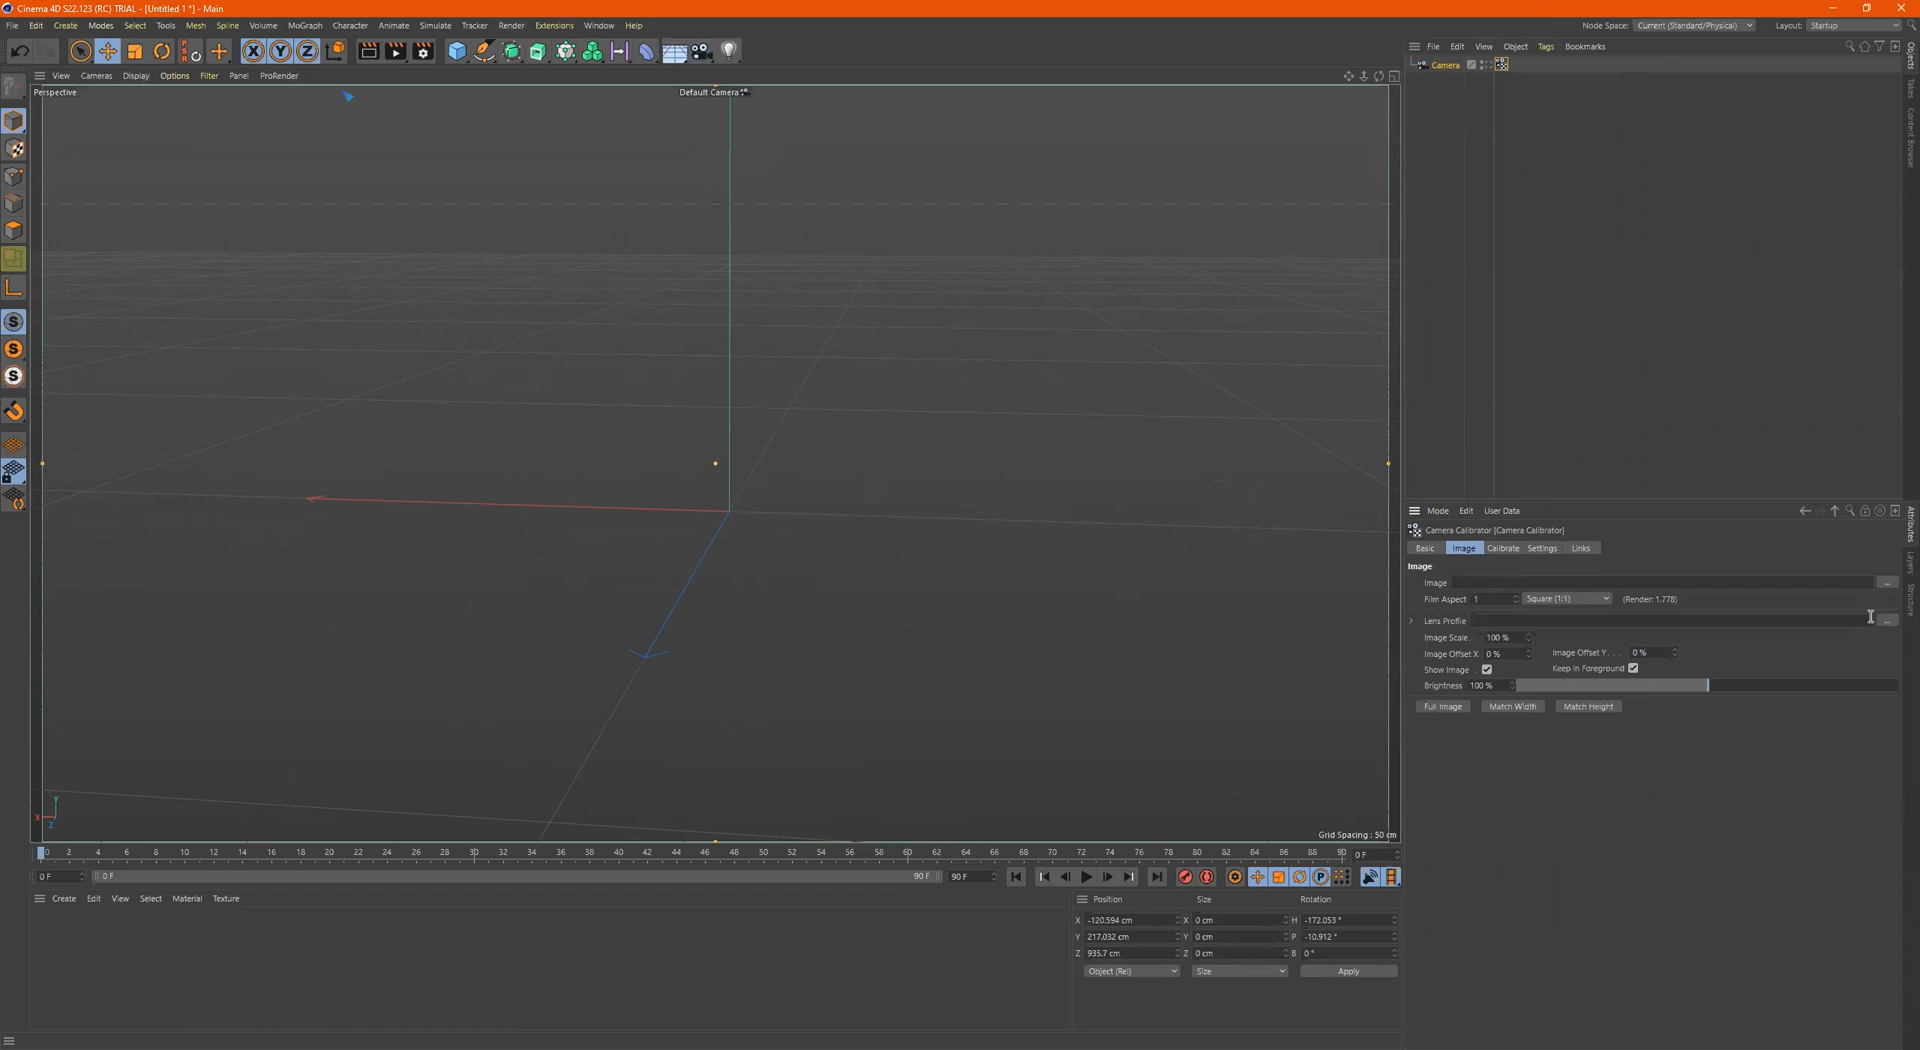 Cinema 4D S22.123 (RC) TRIAL - [Untitled 1 *] - Main
File Edit Create Modes Select Tools Mesh Spline Volume MoGraph Character Animate Simulate Tracker Render Extensions Window Help
Node Space: Current (Standard/Physical) Layout: Startup
File Edit View Object Tags Bookmarks
Camera
View Cameras Display Options Filter Panel ProRender
Perspective
Default Camera
X
Y
Z
Grid Spacing : 50 cm
Objects
Takes
Content Browser
Mode Edit User Data
Camera Calibrator [Camera Calibrator]
Basic Image Calibrate Settings Links
Image
Image ...
Film Aspect 1 Square (1:1) (Render: 1.778)
Lens Profile ...
Image Scale . . 100 %
Image Offset X 0 % Image Offset Y . . . 0 %
Show Image Keep In Foreground
Brightness 100 %
Full Image Match Width Match Height
Attributes
Layers
Structure
0 2 4 6 8 10 12 14 16 18 20 22 24 26 28 30 32 34 36 38 40 42 44 46 48 50 52 54 56 58 60 62 64 66 68 70 72 74 76 78 80 82 84 86 88 90 0 F
0 F 0 F 90 F 90 F
Create Edit View Select Material Texture
Position Size Rotation
X -120.594 cm X 0 cm H -172.053 °
Y 217.032 cm Y 0 cm P -10.912 °
Z 935.7 cm Z 0 cm B 0 °
Object (Rel) Size Apply